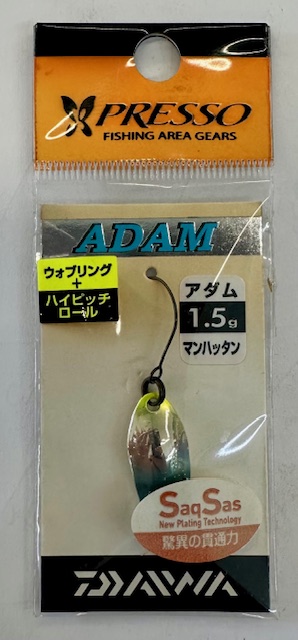 PRESSO
FISHING AREA GEARS
ADAM
ウォブリング
+
ハイピッチ
ロール
アダム
1.5g
マンハッタン
SaqSas
New Plating Technology
驚異の貫通力
DAIWA